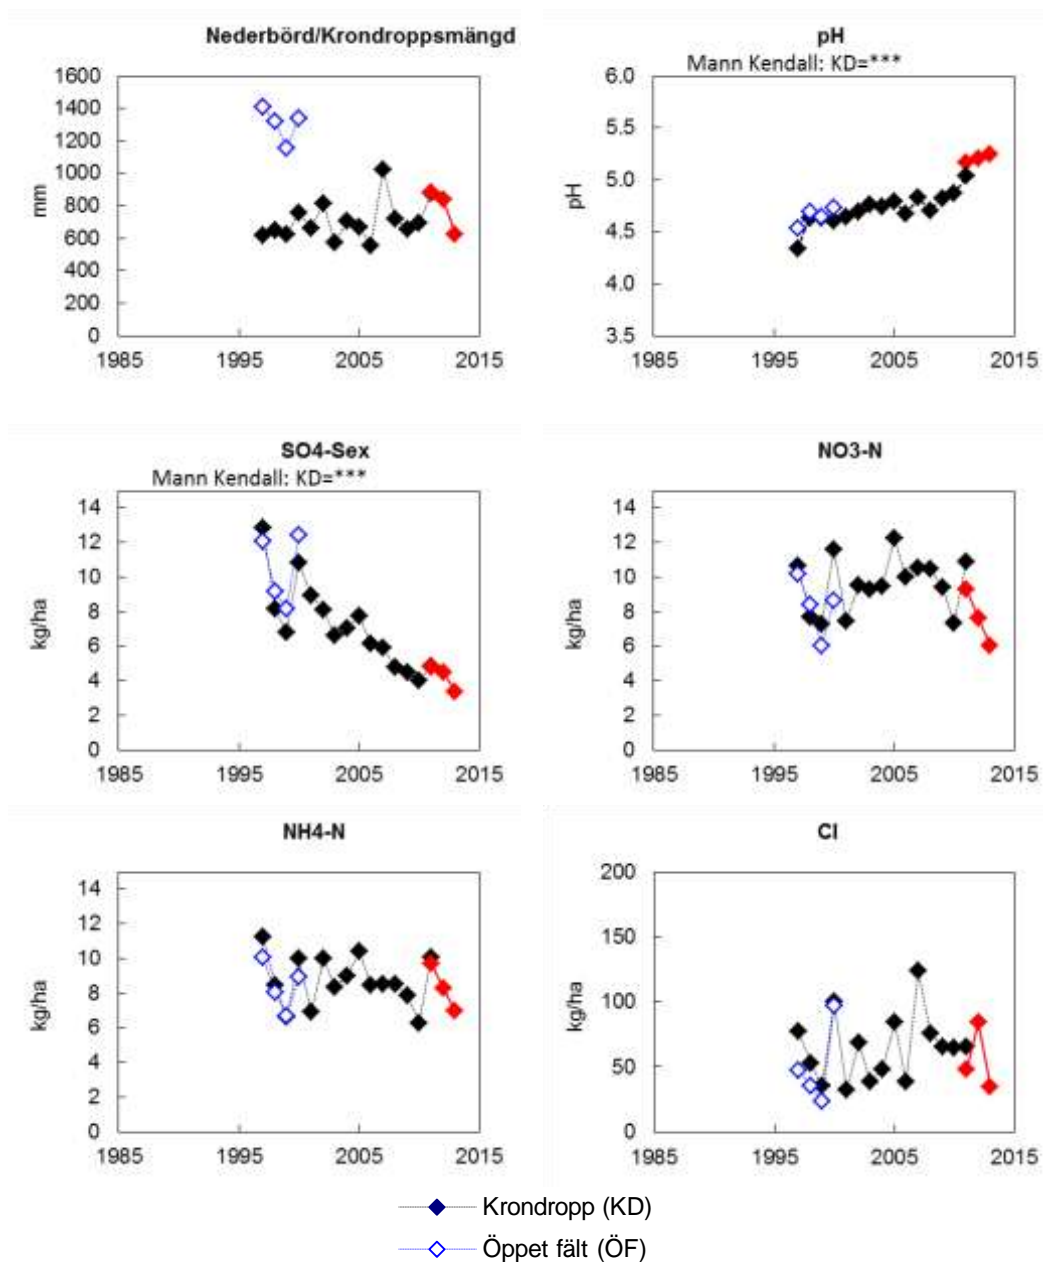 Nederbörd/Krondroppsmängd
1600
1400
1200
1000
800
600
400
200
0
mm
1985 1995 2005 2015
pH
Mann Kendall: KD=***
6.0
5.5
5.0
4.5
4.0
3.5
pH
1985 1995 2005 2015
SO4-Sex
Mann Kendall: KD=***
14
12
10
8
6
4
2
0
kg/ha
1985 1995 2005 2015
NO3-N
14
12
10
8
6
4
2
0
kg/ha
1985 1995 2005 2015
NH4-N
14
12
10
8
6
4
2
0
kg/ha
1985 1995 2005 2015
Cl
200
150
100
50
0
kg/ha
1985 1995 2005 2015
Krondropp (KD)
Öppet fält (ÖF)